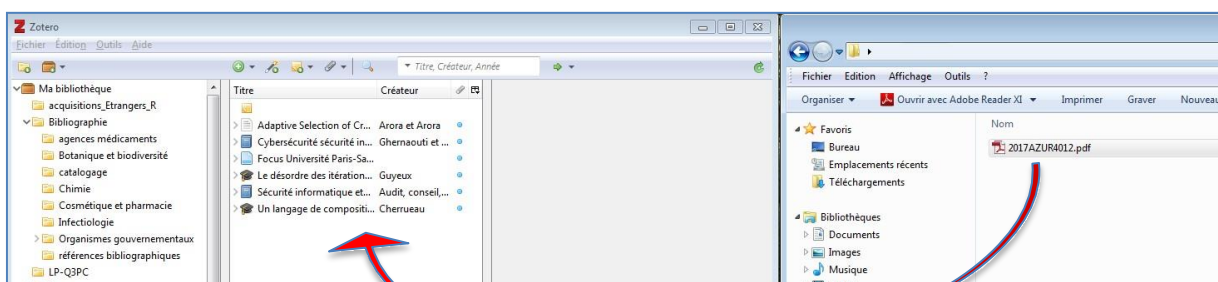 Zotero
Fichier Édition Outils Aide
Titre, Créateur, Année
Ma bibliothèque
acquisitions_Etrangers_R
Bibliographie
agences médicaments
Botanique et biodiversité
catalogage
Chimie
Cosmétique et pharmacie
Infectiologie
Organismes gouvernementaux
références bibliographiques
LP-Q3PC
Titre Créateur
Adaptive Selection of Cr... Arora et Arora
Cybersécurité sécurité in... Ghernaouti et ...
Focus Université Paris-Sa...
Le désordre des itération... Guyeux
Sécurité informatique et... Audit, conseil,...
Un langage de compositi... Cherrueau
Fichier Edition Affichage Outils ?
Organiser Ouvrir avec Adobe Reader XI Imprimer Graver Nouveau
Favoris
Bureau
Emplacements récents
Téléchargements
Bibliothèques
Documents
Images
Musique
Nom
2017AZUR4012.pdf